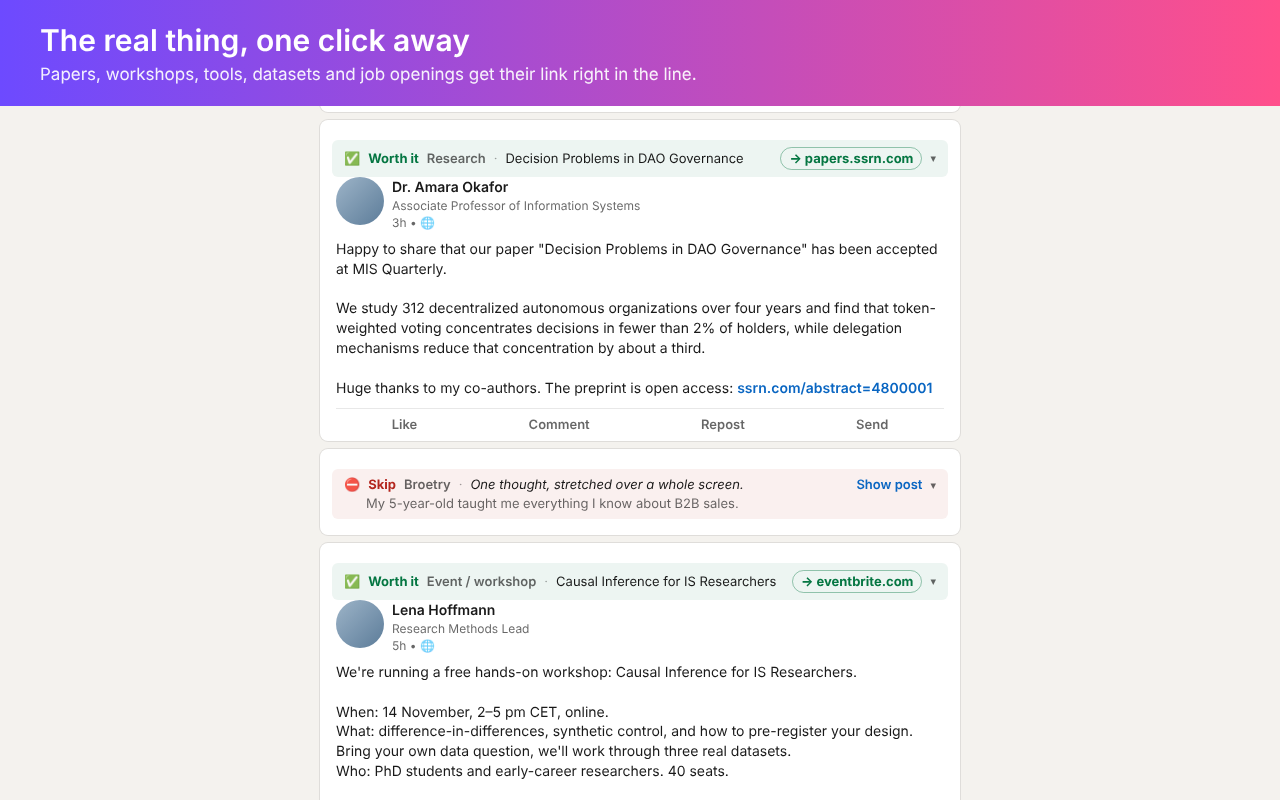 The real thing, one click away
Papers, workshops, tools, datasets and job openings get their link right in the line.
✅ Worth it Research · Decision Problems in DAO Governance → papers.ssrn.com ▾
Dr. Amara Okafor
Associate Professor of Information Systems
3h • 🌐
Happy to share that our paper "Decision Problems in DAO Governance" has been accepted
at MIS Quarterly.
We study 312 decentralized autonomous organizations over four years and find that token-
weighted voting concentrates decisions in fewer than 2% of holders, while delegation
mechanisms reduce that concentration by about a third.
Huge thanks to my co-authors. The preprint is open access: ssrn.com/abstract=4800001
Like Comment Repost Send
⛔ Skip Broetry · One thought, stretched over a whole screen. Show post ▾
My 5-year-old taught me everything I know about B2B sales.
✅ Worth it Event / workshop · Causal Inference for IS Researchers → eventbrite.com ▾
Lena Hoffmann
Research Methods Lead
5h • 🌐
We're running a free hands-on workshop: Causal Inference for IS Researchers.
When: 14 November, 2–5 pm CET, online.
What: difference-in-differences, synthetic control, and how to pre-register your design.
Bring your own data question, we'll work through three real datasets.
Who: PhD students and early-career researchers. 40 seats.